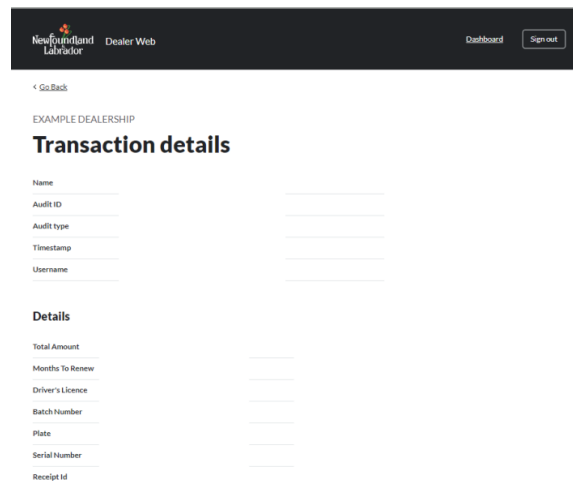 Newfoundland
Labrador
Dealer Web
Dashboard
Sign out
< Go Back
EXAMPLE DEALERSHIP
Transaction details
Name
Audit ID
Audit type
Timestamp
Username
Details
Total Amount
Months To Renew
Driver's Licence
Batch Number
Plate
Serial Number
Receipt Id